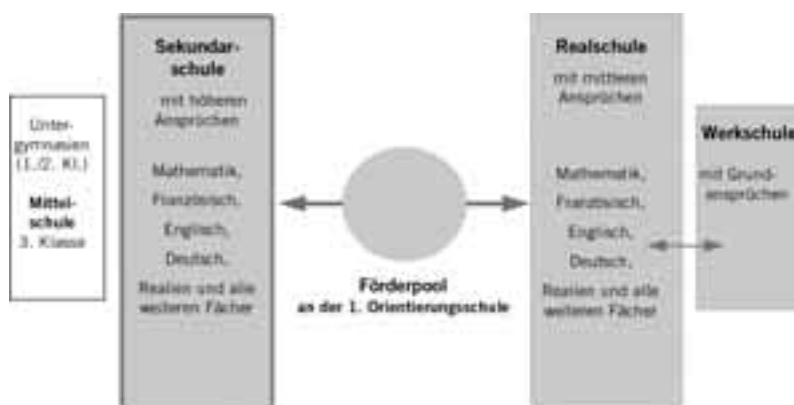 Unter-
gymnasien
(1./2. Kl.)
Mittel-
schule
3. Klasse
Sekundar-
schule
mit höheren
Ansprüchen
Mathematik,
Französisch,
Englisch,
Deutsch,
Realien und alle
weiteren Fächer
Förderpool
an der 1. Orientierungsschule
Realschule
mit mittleren
Ansprüchen
Mathematik,
Französisch,
Englisch,
Deutsch,
Realien und alle
weiteren Fächer
Werkschule
mit Grund-
ansprüchen